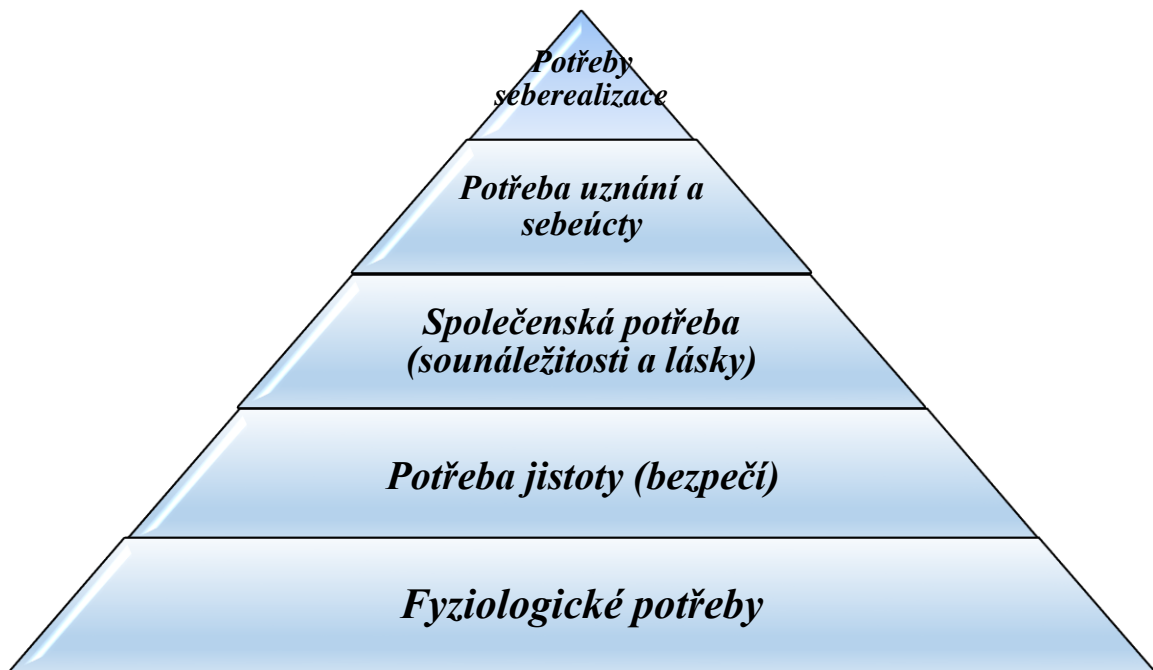 Potřeby
seberealizace
Potřeba uznání a
sebeúcty
Společenská potřeba
(sounáležitosti a lásky)
Potřeba jistoty (bezpečí)
Fyziologické potřeby